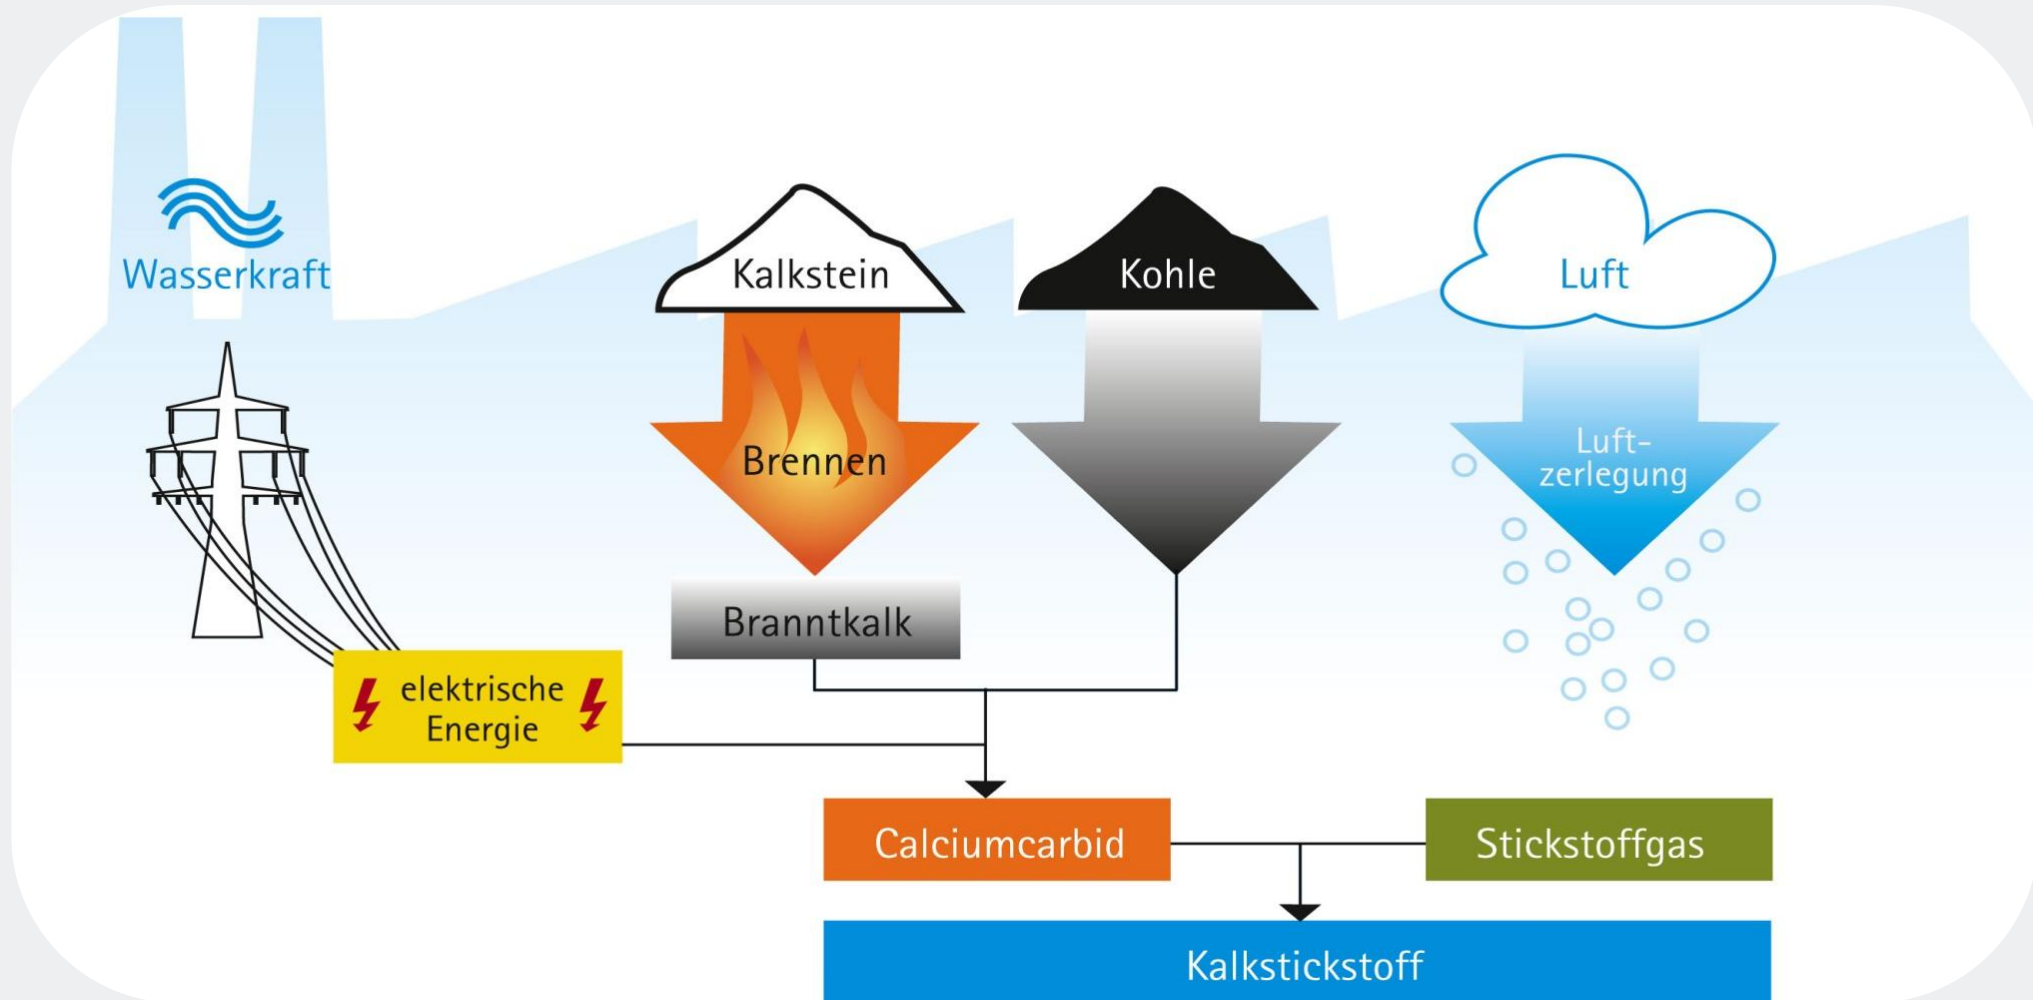 Wasserkraft
Kalkstein
Kohle
Luft
Brennen
Luft-
zerlegung
Branntkalk
elektrische
Energie
Calciumcarbid
Stickstoffgas
Kalkstickstoff